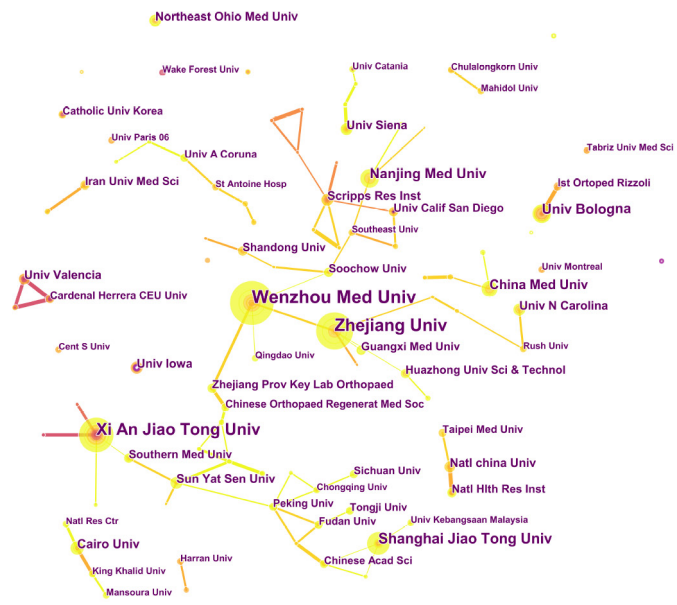 Northeast Ohio Med Univ
Wake Forest Univ
Univ Catania
Chulalongkorn Univ
Mahidol Univ
Catholic Univ Korea
Univ Siena
Univ Paris 06
Tabriz Univ Med Sci
Univ A Coruna
Nanjing Med Univ
Iran Univ Med Sci
St Antoine Hosp
Ist Ortoped Rizzoli
Scripps Res Inst
Univ Calif San Diego
Univ Bologna
Southeast Univ
Shandong Univ
Soochow Univ
Univ Montreal
Univ Valencia
China Med Univ
Cardenal Herrera CEU Univ
Wenzhou Med Univ
Univ N Carolina
Zhejiang Univ
Cent S Univ
Guangxi Med Univ
Rush Univ
Qingdao Univ
Univ Iowa
Huazhong Univ Sci & Technol
Zhejiang Prov Key Lab Orthopaed
Chinese Orthopaed Regenerat Med Soc
Xi An Jiao Tong Univ
Taipei Med Univ
Southern Med Univ
Natl china Univ
Sichuan Univ
Sun Yat Sen Univ
Chongqing Univ
Natl Hlth Res Inst
Peking Univ
Tongji Univ
Natl Res Ctr
Fudan Univ
Univ Kebangsaan Malaysia
Cairo Univ
Shanghai Jiao Tong Univ
Harran Univ
Chinese Acad Sci
King Khalid Univ
Mansoura Univ